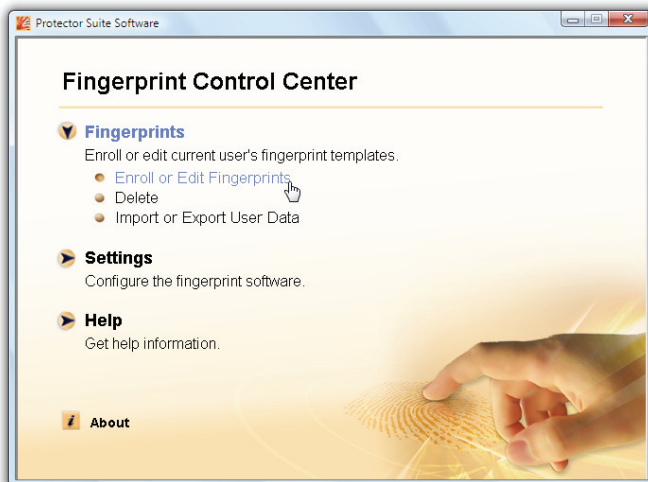 Protector Suite Software
Fingerprint Control Center
Fingerprints
Enroll or edit current user's fingerprint templates.
Enroll or Edit Fingerprints
Delete
Import or Export User Data
Settings
Configure the fingerprint software.
Help
Get help information.
i About